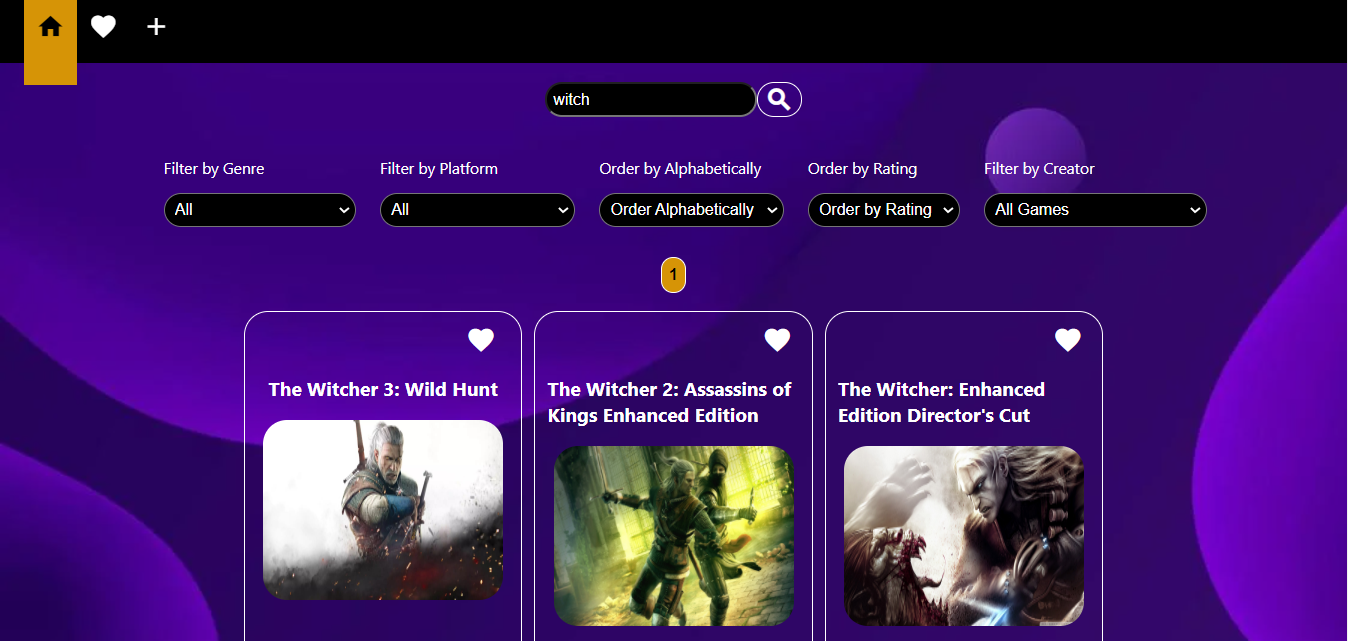 witch
Filter by Genre
Filter by Platform
Order by Alphabetically
Order by Rating
Filter by Creator
All
All
Order Alphabetically
Order by Rating
All Games
1
The Witcher 3: Wild Hunt
The Witcher 2: Assassins of
Kings Enhanced Edition
The Witcher: Enhanced
Edition Director's Cut